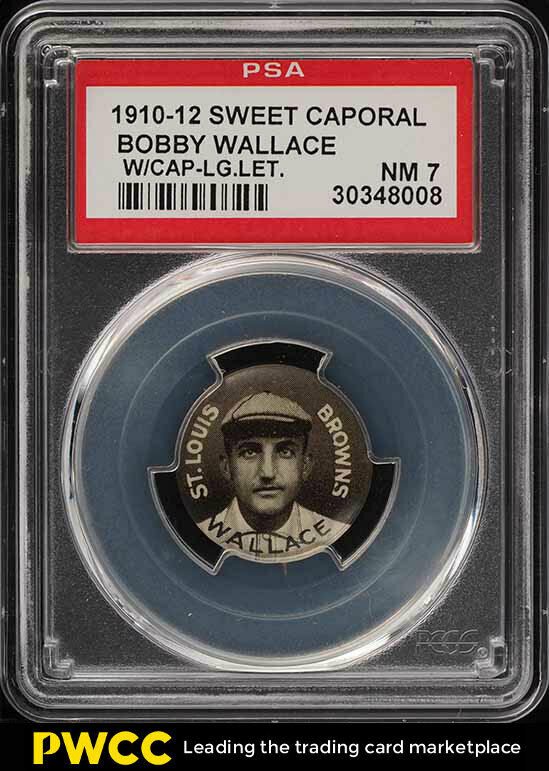 PSA
1910-12 SWEET CAPORAL
BOBBY WALLACE
W/CAP-LG.LET. NM 7
30348008
ST. LOUIS BROWNS
WALLACE
PCGS
PWCC Leading the trading card marketplace